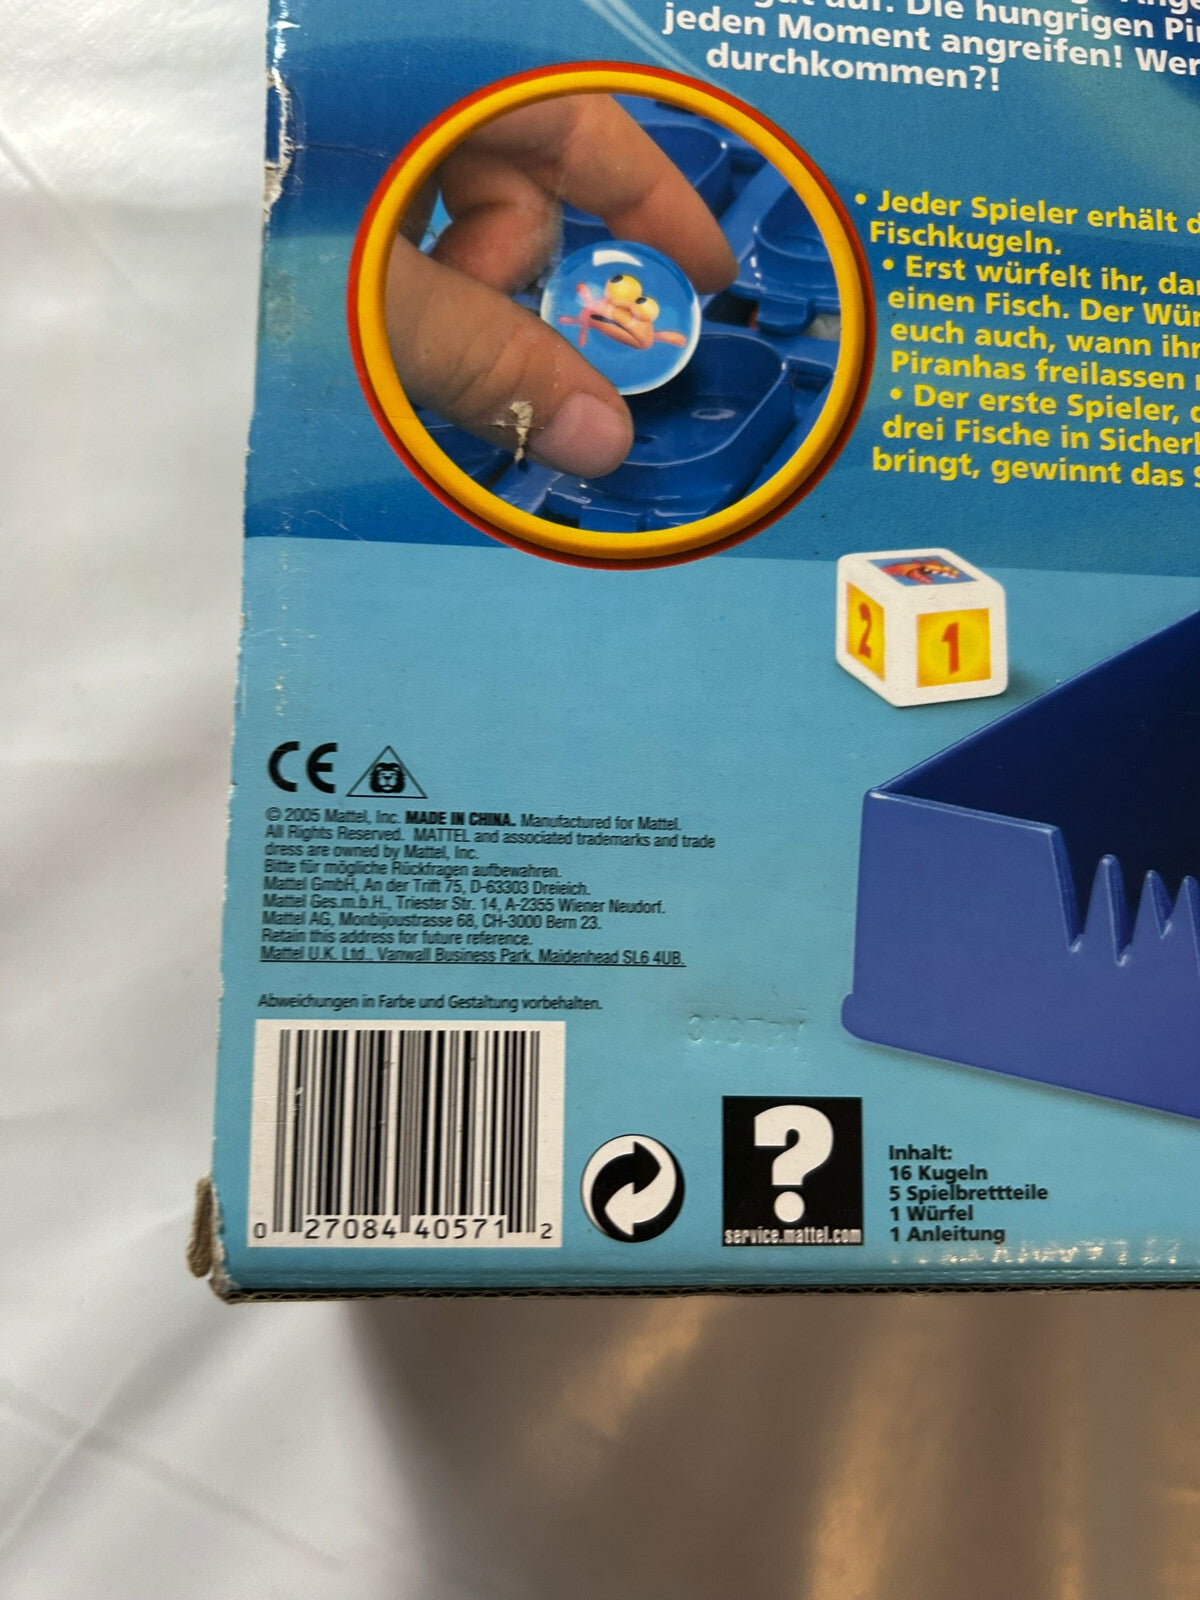 auf. Die hungrigen
jeden Moment angreifen! Wer
durchkommen?!
• Jeder Spieler erhält
Fischkugeln.
• Erst würfelt ihr,
einen Fisch. Der
euch auch, wann ihr
Piranhas freilassen
• Der erste Spieler,
drei Fische in
bringt, gewinnt das
2
1
CE
© 2005 Mattel, Inc. MADE IN CHINA. Manufactured for Mattel.
All Rights Reserved. MATTEL and associated trademarks and trade
dress are owned by Mattel, Inc.
Bitte für mögliche Rückfragen aufbewahren.
Mattel GmbH, An der Trift 75, D-63303 Dreieich.
Mattel Ges.m.b.H., Triester Str. 14, A-2355 Wiener Neudorf.
Mattel AG, Monbijoustrasse 68, CH-3000 Bern 23.
Retain this address for future reference.
Mattel U.K. Ltd., Vanwall Business Park, Maidenhead SL6 4UB.
Abweichungen in Farbe und Gestaltung vorbehalten.
0 27084 40571 2
?
service.mattel.com
Inhalt:
16 Kugeln
5 Spielbrettteile
1 Würfel
1 Anleitung